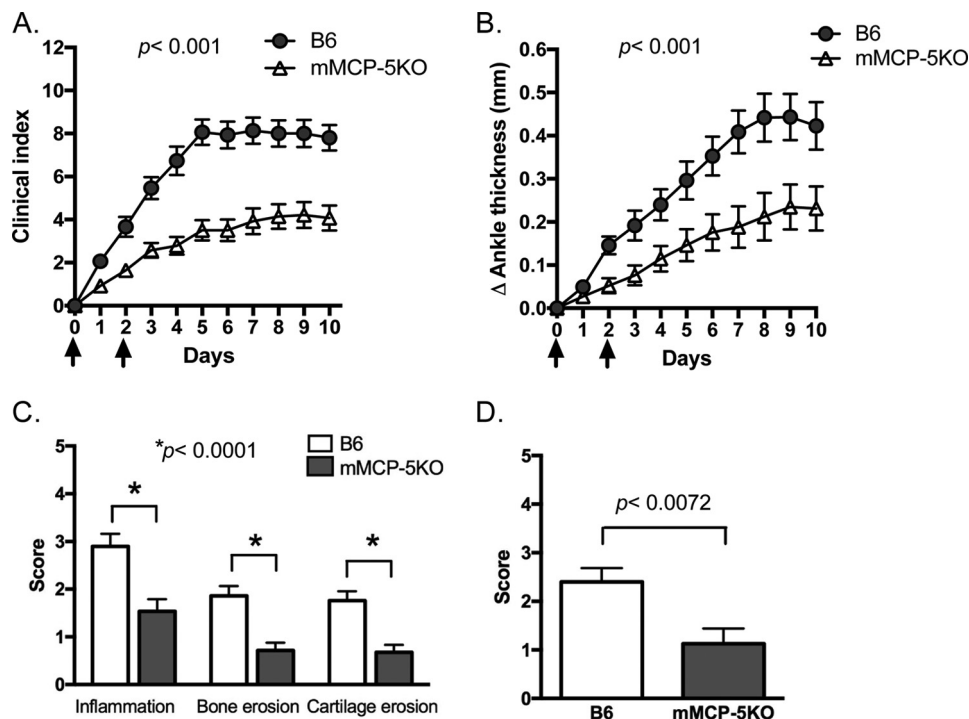 A.
p< 0.001
B6
mMCP-5KO
Clinical index
12
10
8
6
4
2
0
0 1 2 3 4 5 6 7 8 9 10
Days
B.
p< 0.001
B6
mMCP-5KO
Δ Ankle thickness (mm)
0.6
0.5
0.4
0.3
0.2
0.1
0.0
0 1 2 3 4 5 6 7 8 9 10
Days
C.
*p< 0.0001
B6
mMCP-5KO
Score
5
4
3
2
1
0
* * *
Inflammation Bone erosion Cartilage erosion
D.
p< 0.0072
Score
5
4
3
2
1
0
B6 mMCP-5KO